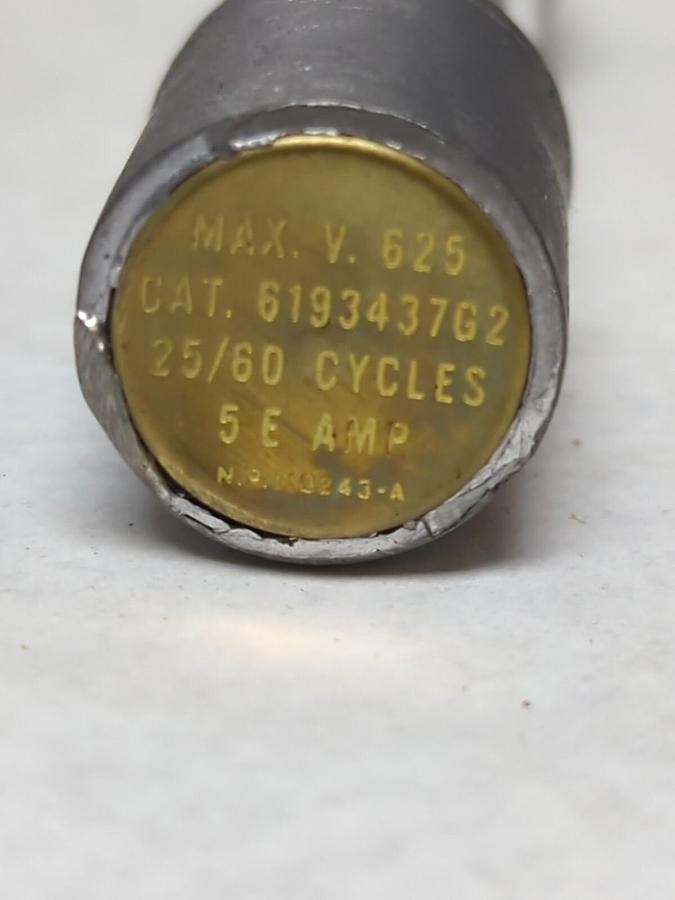 MAX. V. 625
CAT. 6193437G2
25/60 CYCLES
5 E AMP
N.P.